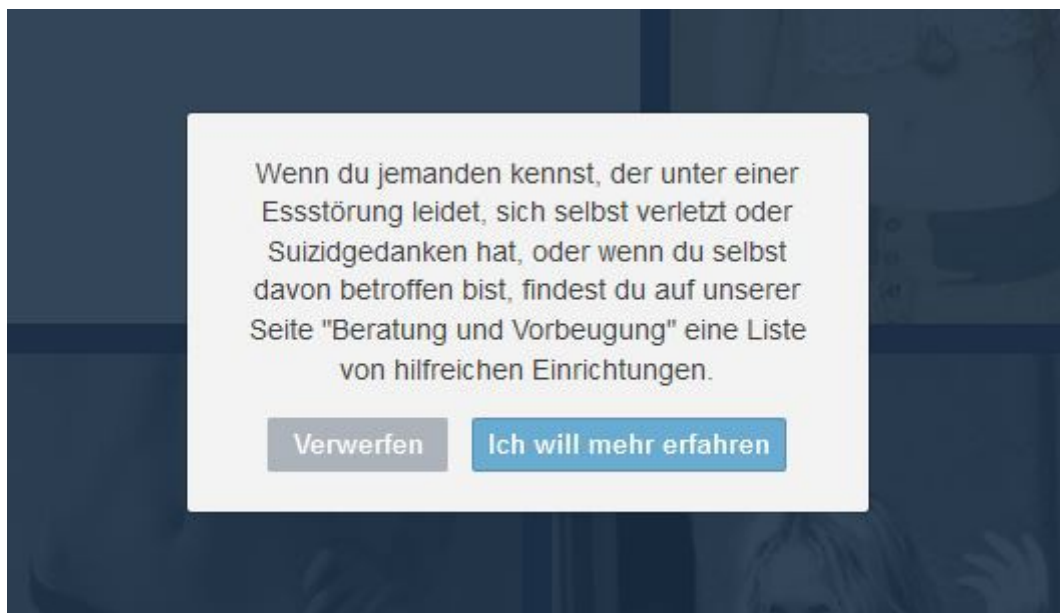 Wenn du jemanden kennst, der unter einer
Essstörung leidet, sich selbst verletzt oder
Suizidgedanken hat, oder wenn du selbst
davon betroffen bist, findest du auf unserer
Seite "Beratung und Vorbeugung" eine Liste
von hilfreichen Einrichtungen.
Verwerfen
Ich will mehr erfahren